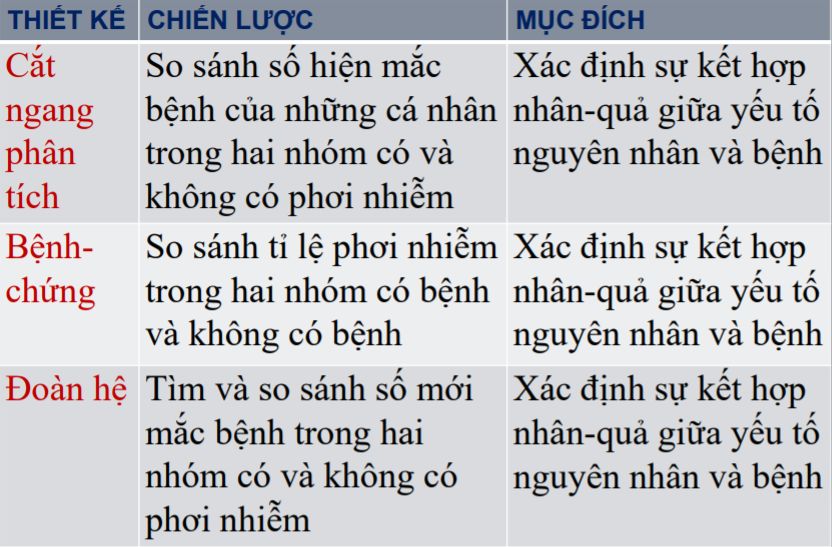 THIẾT KẾ
CHIẾN LƯỢC
MỤC ĐÍCH
Cắt
ngang
phân
tích
So sánh số hiện mắc
bệnh của những cá nhân
trong hai nhóm có và
không có phơi nhiễm
Xác định sự kết hợp
nhân-quả giữa yếu tố
nguyên nhân và bệnh
Bệnh-
chứng
So sánh tỉ lệ phơi nhiễm
trong hai nhóm có bệnh
và không có bệnh
Xác định sự kết hợp
nhân-quả giữa yếu tố
nguyên nhân và bệnh
Đoàn hệ
Tìm và so sánh số mới
mắc bệnh trong hai
nhóm có và không có
phơi nhiễm
Xác định sự kết hợp
nhân-quả giữa yếu tố
nguyên nhân và bệnh